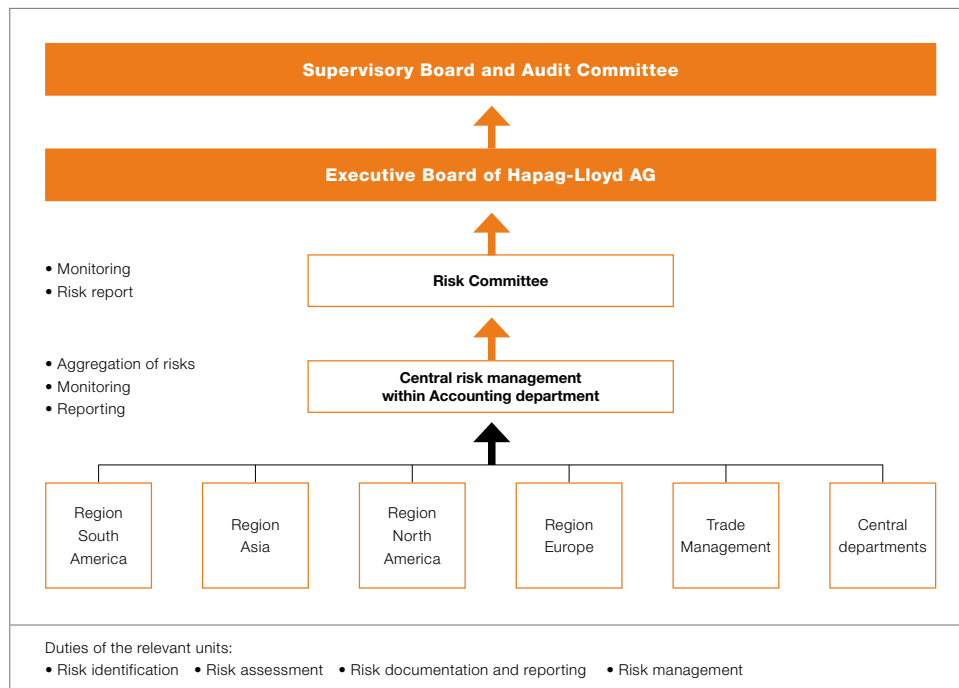 Supervisory Board and Audit Committee
Executive Board of Hapag-Lloyd AG
• Monitoring
• Risk report
Risk Committee
• Aggregation of risks
• Monitoring
• Reporting
Central risk management
within Accounting department
Region
South
America
Region
Asia
Region
North
America
Region
Europe
Trade
Management
Central
departments
Duties of the relevant units:
• Risk identification • Risk assessment • Risk documentation and reporting • Risk management